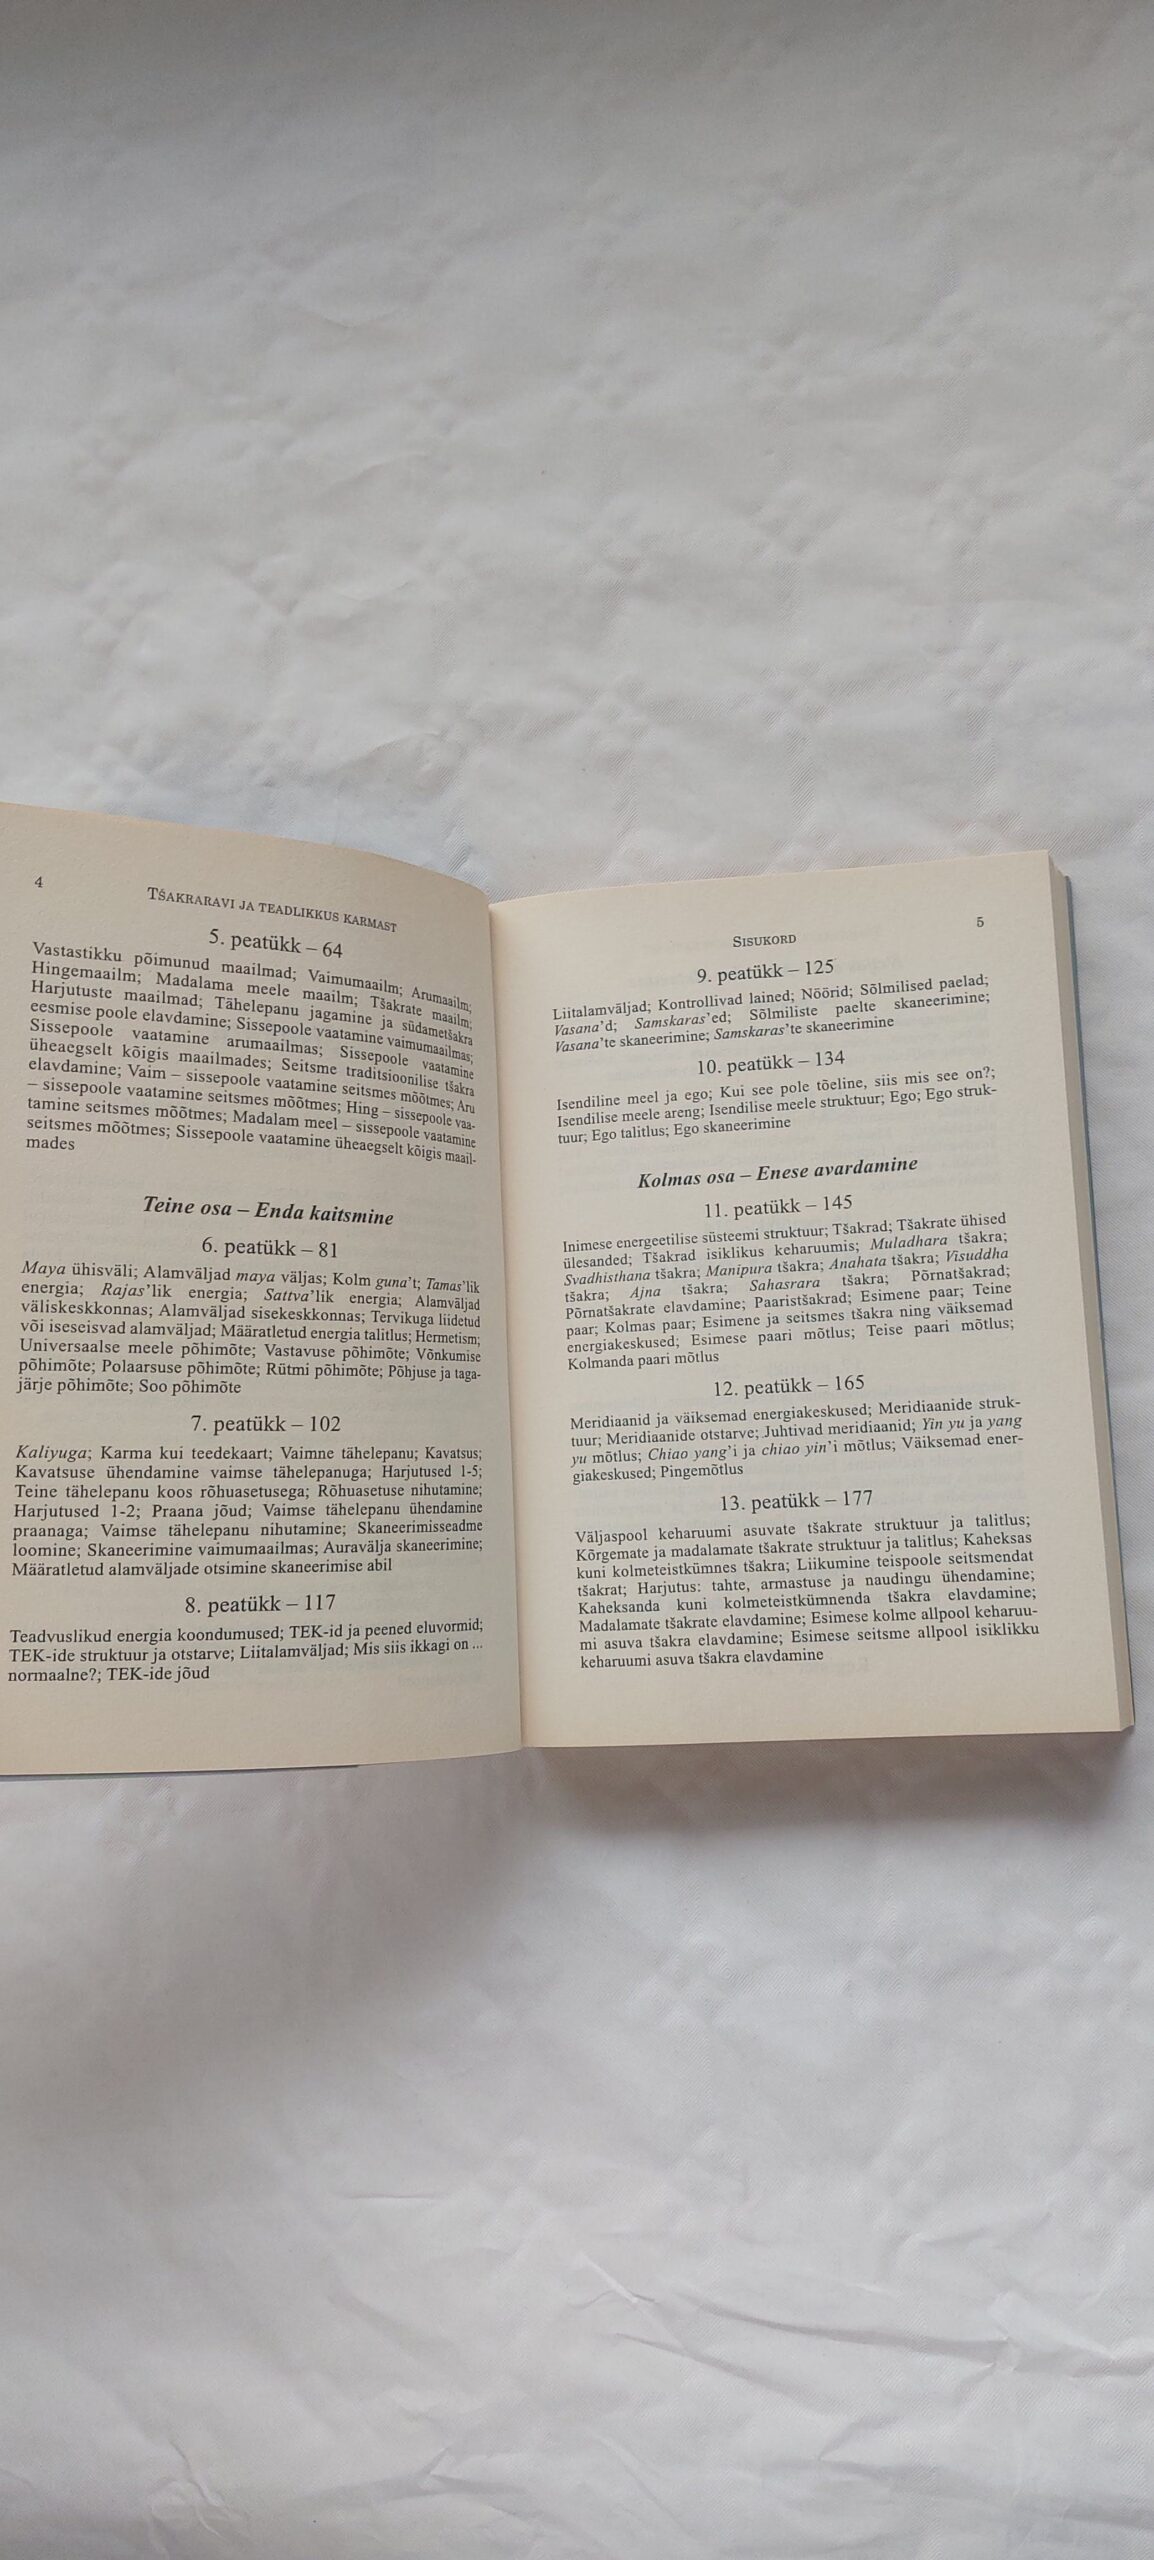 4
TŠAKRARAVI JA TEADLIKKUS KARMAST
5. peatükk – 64
Vastastikku põimunud maailmad; Vaimumaailm; Arumaailm;
Hingemaailm; Madalama meele maailm; Tšakrate maailm;
Harjutuste maailmad; Tähelepanu jagamine ja südametšakra
eesmise poole elavdamine; Sissepoole vaatamine vaimumaailmas;
Sissepoole vaatamine arumaailmas; Sissepoole vaatamine
üheaegselt kõigis maailmades; Seitsme traditsioonilise tšakra
elavdamine; Vaim – sissepoole vaatamine seitsmes mõõtmes; Aru
– sissepoole vaatamine seitsmes mõõtmes; Hing – sissepoole vaa-
tamine seitsmes mõõtmes; Madalam meel – sissepoole vaatamine
seitsmes mõõtmes; Sissepoole vaatamine üheaegselt kõigis maail-
mades
Teine osa – Enda kaitsmine
6. peatükk – 81
Maya ühisväli; Alamväljad maya väljas; Kolm guna't; Tamas'lik
energia; Rajas'lik energia; Sattva'lik energia; Alamväljad
väliskeskkonnas; Alamväljad sisekeskkonnas; Tervikuga liidetud
või iseseisvad alamväljad; Määratletud energia talitlus; Hermetism;
Universaalse meele põhimõte; Vastavuse põhimõte; Võnkumise
põhimõte; Polaarsuse põhimõte; Rütmi põhimõte; Põhjuse ja taga-
järje põhimõte; Soo põhimõte
7. peatükk – 102
Kaliyuga; Karma kui teedekaart; Vaimne tähelepanu; Kavatsus;
Kavatsuse ühendamine vaimse tähelepanuga; Harjutused 1-5;
Teine tähelepanu koos rõhuasetusega; Rõhuasetuse nihutamine;
Harjutused 1-2; Praana jõud; Vaimse tähelepanu ühendamine
praanaga; Vaimse tähelepanu nihutamine; Skaneerimisseadme
loomine; Skaneerimine vaimumaailmas; Auravälja skaneerimine;
Määratletud alamväljade otsimine skaneerimise abil
8. peatükk – 117
Teadvuslikud energia koondumused; TEK-id ja peened eluvormid;
TEK-ide struktuur ja otstarve; Liitalamväljad; Mis siis ikkagi on ...
normaalne?; TEK-ide jõud
SISUKORD
5
9. peatükk – 125
Liitalamväljad; Kontrollivad lained; Nöörid; Sõlmilised paelad;
Vasana'd; Samskaras'ed; Sõlmiliste paelte skaneerimine;
Vasana'te skaneerimine; Samskaras'te skaneerimine
10. peatükk – 134
Isendiline meel ja ego; Kui see pole tõeline, siis mis see on?;
Isendilise meele areng; Isendilise meele struktuur; Ego; Ego struk-
tuur; Ego talitlus; Ego skaneerimine
Kolmas osa – Enese avardamine
11. peatükk – 145
Inimese energeetilise süsteemi struktuur; Tšakrad; Tšakrate ühised
ülesanded; Tšakrad isiklikus keharuumis; Muladhara tšakra;
Svadhisthana tšakra; Manipura tšakra; Anahata tšakra; Visuddha
tšakra; Ajna tšakra; Sahasrara tšakra; Põrnatšakrad;
Põrnatšakrate elavdamine; Paaristšakrad; Esimene paar; Teine
paar; Kolmas paar; Esimene ja seitsmes tšakra ning väiksemad
energiakeskused; Esimese paari mõtlus; Teise paari mõtlus;
Kolmanda paari mõtlus
12. peatükk – 165
Meridiaanid ja väiksemad energiakeskused; Meridiaanide struk-
tuur; Meridiaanide otstarve; Juhtivad meridiaanid; Yin yu ja yang
yu mõtlus; Chiao yang'i ja chiao yin'i mõtlus; Väiksemad ener-
giakeskused; Pingemõtlus
13. peatükk – 177
Väljaspool keharuumi asuvate tšakrate struktuur ja talitlus;
Kõrgemate ja madalamate tšakrate struktuur ja talitlus; Kaheksas
kuni kolmeteistkümnes tšakra; Liikumine teispoole seitsmendat
tšakrat; Harjutus: tahte, armastuse ja naudingu ühendamine;
Kaheksanda kuni kolmeteistkümnenda tšakra elavdamine;
Madalamate tšakrate elavdamine; Esimese kolme allpool keharuu-
mi asuva tšakra elavdamine; Esimese seitsme allpool isiklikku
keharuumi asuva tšakra elavdamine